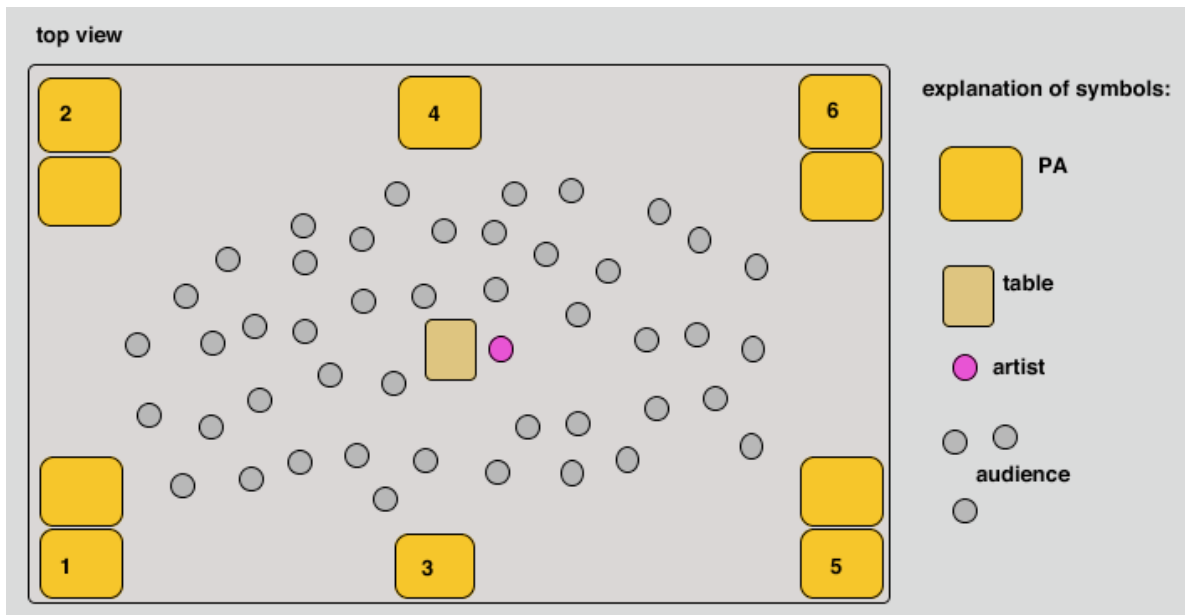 top view
2
4
6
explanation of symbols:
PA
table
artist
audience
1
3
5